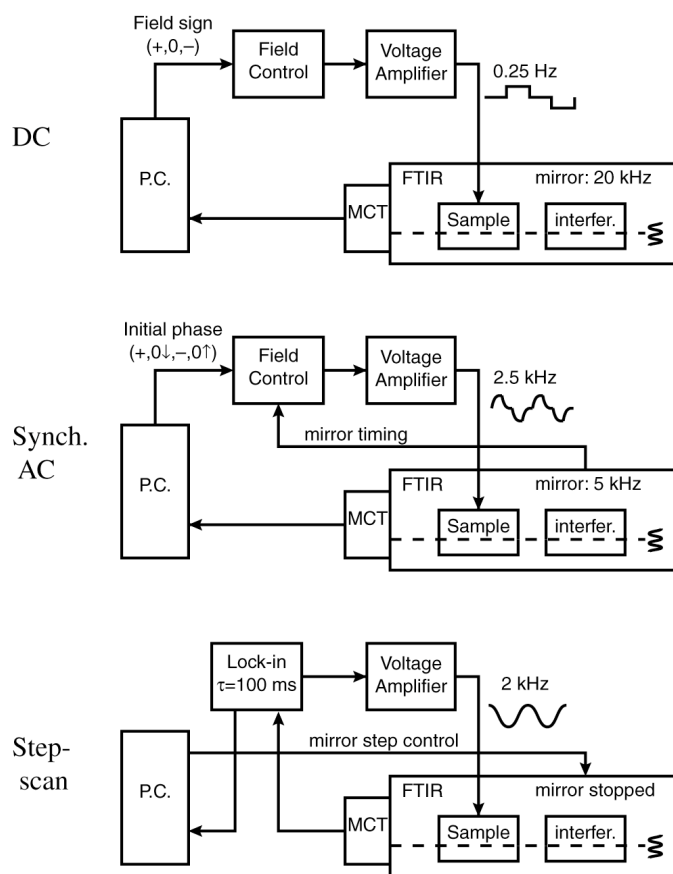 Field sign
(+,0,–)
Field
Control
Voltage
Amplifier
0.25 Hz
DC
P.C.
MCT
FTIR
mirror: 20 kHz
Sample
interfer.
Initial phase
(+,0↓,–,0↑)
Field
Control
Voltage
Amplifier
2.5 kHz
Synch.
AC
mirror timing
P.C.
MCT
FTIR
mirror: 5 kHz
Sample
interfer.
Lock-in
τ=100 ms
Voltage
Amplifier
2 kHz
Step-
scan
mirror step control
P.C.
MCT
FTIR
mirror stopped
Sample
interfer.